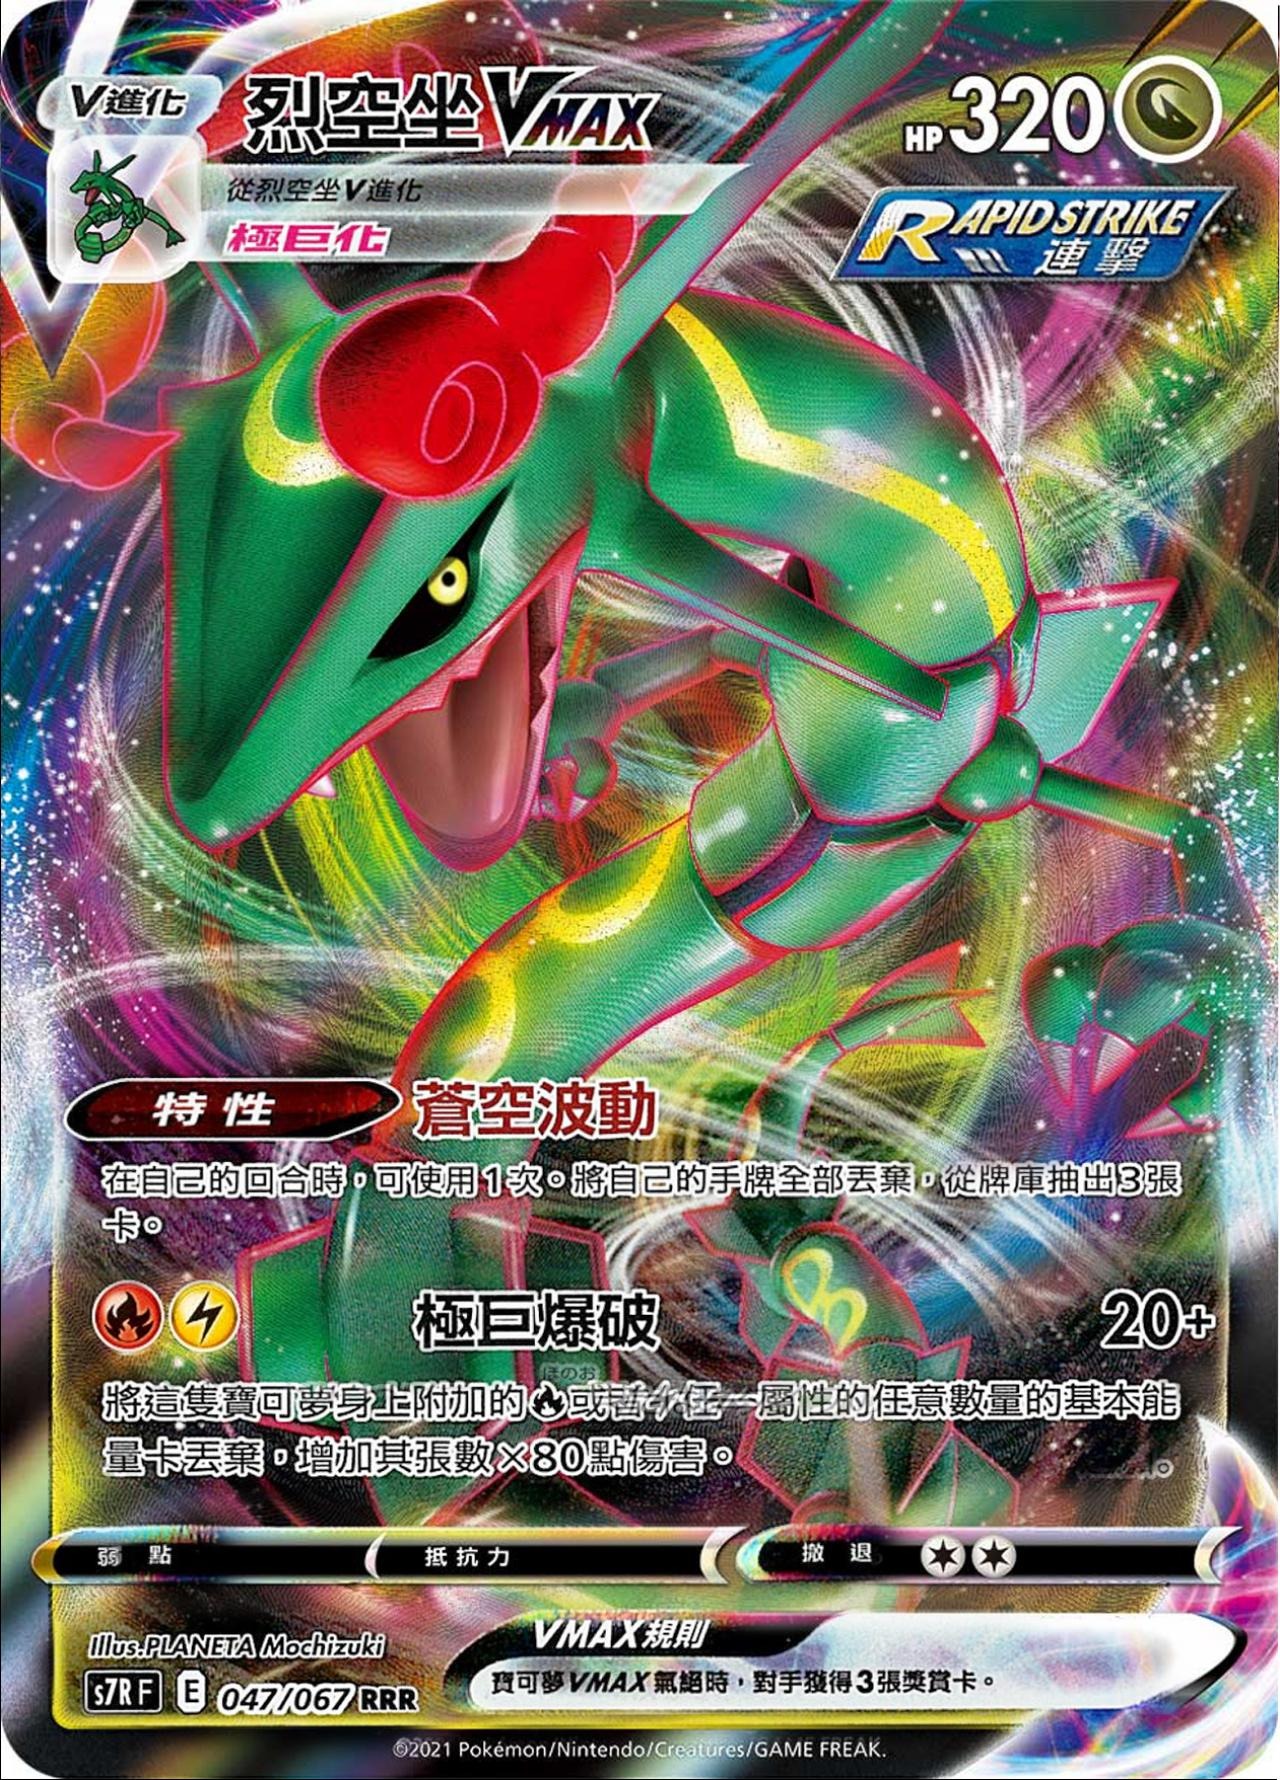 V進化
烈空坐VMAX
HP320
從烈空坐V進化
極巨化
RAPID STRIKE
連擊
特性
蒼空波動
在自己的回合時,可使用1次。將自己的手牌全部丟棄,從牌庫抽出3張
卡。
極巨爆破
20+
ほのお
將這隻寶可夢身上附加的 或 任一屬性的任意數量的基本能
量卡丟棄,增加其張數×80點傷害。
弱點
抵抗力
撤退
Illus.PLANETA Mochizuki
VMAX規則
寶可夢VMAX氣絕時,對手獲得3張獎賞卡。
s7R F E 047/067 RRR
©2021 Pokémon/Nintendo/Creatures/GAME FREAK.